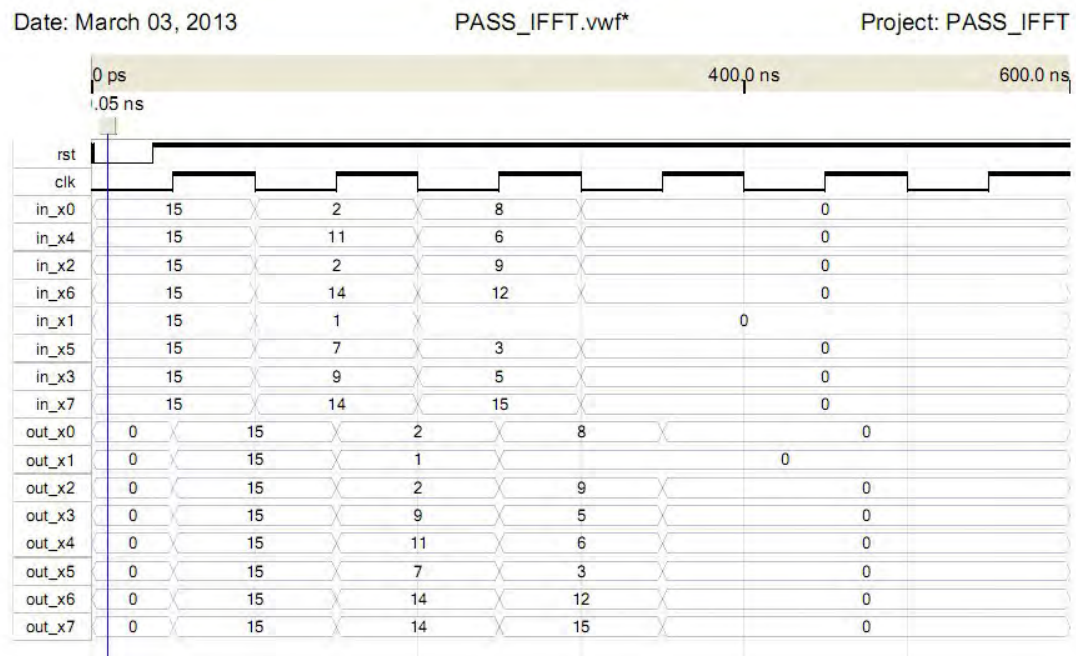 Date: March 03, 2013 PASS_IFFT.vwf* Project: PASS_IFFT
0 ps 400.0 ns 600.0 ns
.05 ns
rst
clk
in_x0 15 2 8 0
in_x4 15 11 6 0
in_x2 15 2 9 0
in_x6 15 14 12 0
in_x1 15 1 0
in_x5 15 7 3 0
in_x3 15 9 5 0
in_x7 15 14 15 0
out_x0 0 15 2 8 0
out_x1 0 15 1 0
out_x2 0 15 2 9 0
out_x3 0 15 9 5 0
out_x4 0 15 11 6 0
out_x5 0 15 7 3 0
out_x6 0 15 14 12 0
out_x7 0 15 14 15 0